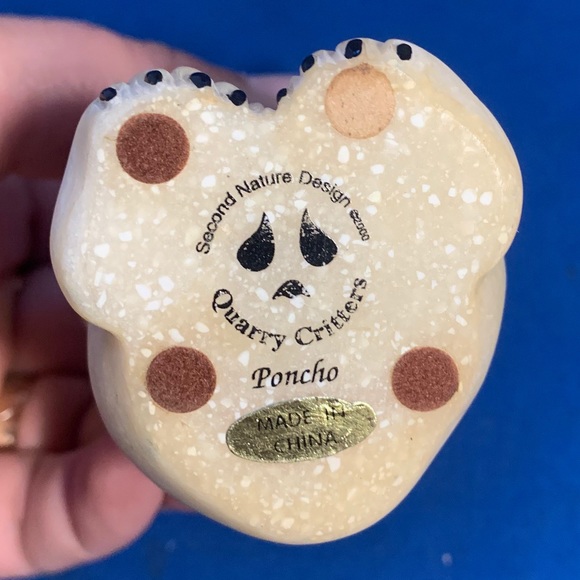 Second Nature Design ©2000
Quarry Critters
Poncho
MADE IN
CHINA